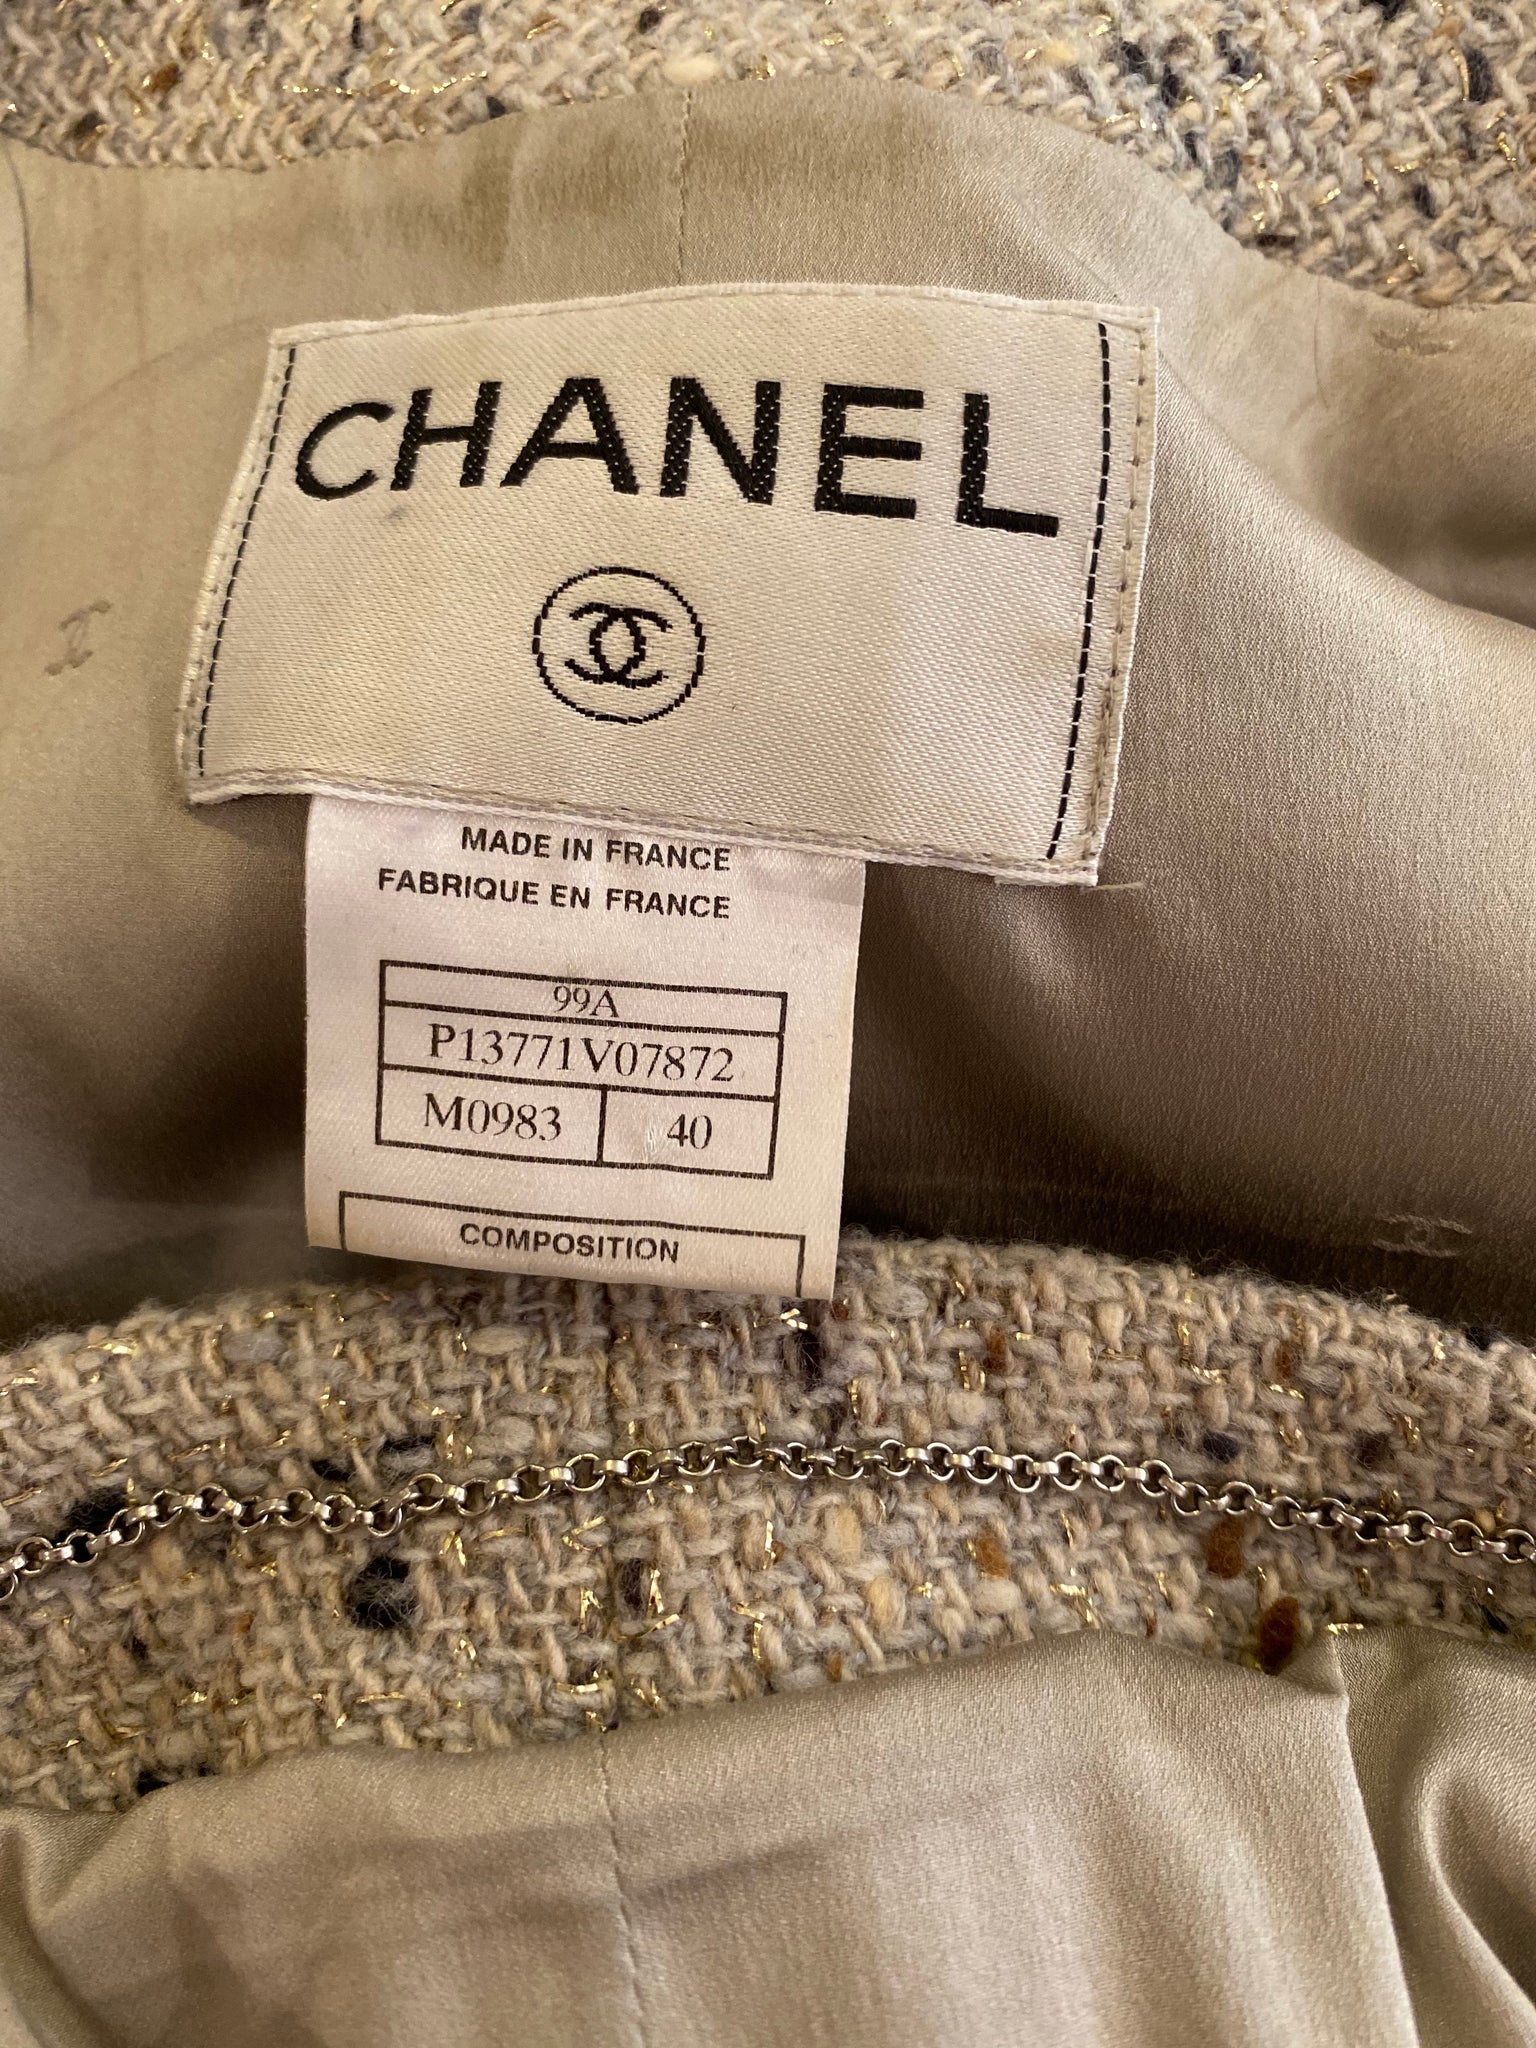 CHANEL
MADE IN FRANCE
FABRIQUE EN FRANCE
99A
P13771V07872
M0983 40
COMPOSITION